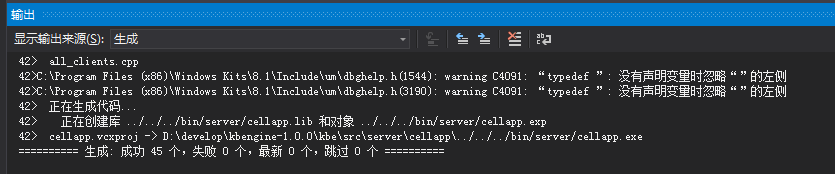 输出
显示输出来源(S): 生成
42>  all_clients.cpp
42>C:\Program Files (x86)\Windows Kits\8.1\Include\um\dbghelp.h(1544): warning C4091: “typedef ”: 没有声明变量时忽略“”的左侧
42>C:\Program Files (x86)\Windows Kits\8.1\Include\um\dbghelp.h(3190): warning C4091: “typedef ”: 没有声明变量时忽略“”的左侧
42>  正在生成代码...
42>    正在创建库 ../../../bin/server/cellapp.lib 和对象 ../../../bin/server/cellapp.exp
42>  cellapp.vcxproj -> D:\develop\kbengine-1.0.0\kbe\src\server\cellapp\../../../bin/server/cellapp.exe
========== 生成: 成功 45 个，失败 0 个，最新 0 个，跳过 0 个 ==========